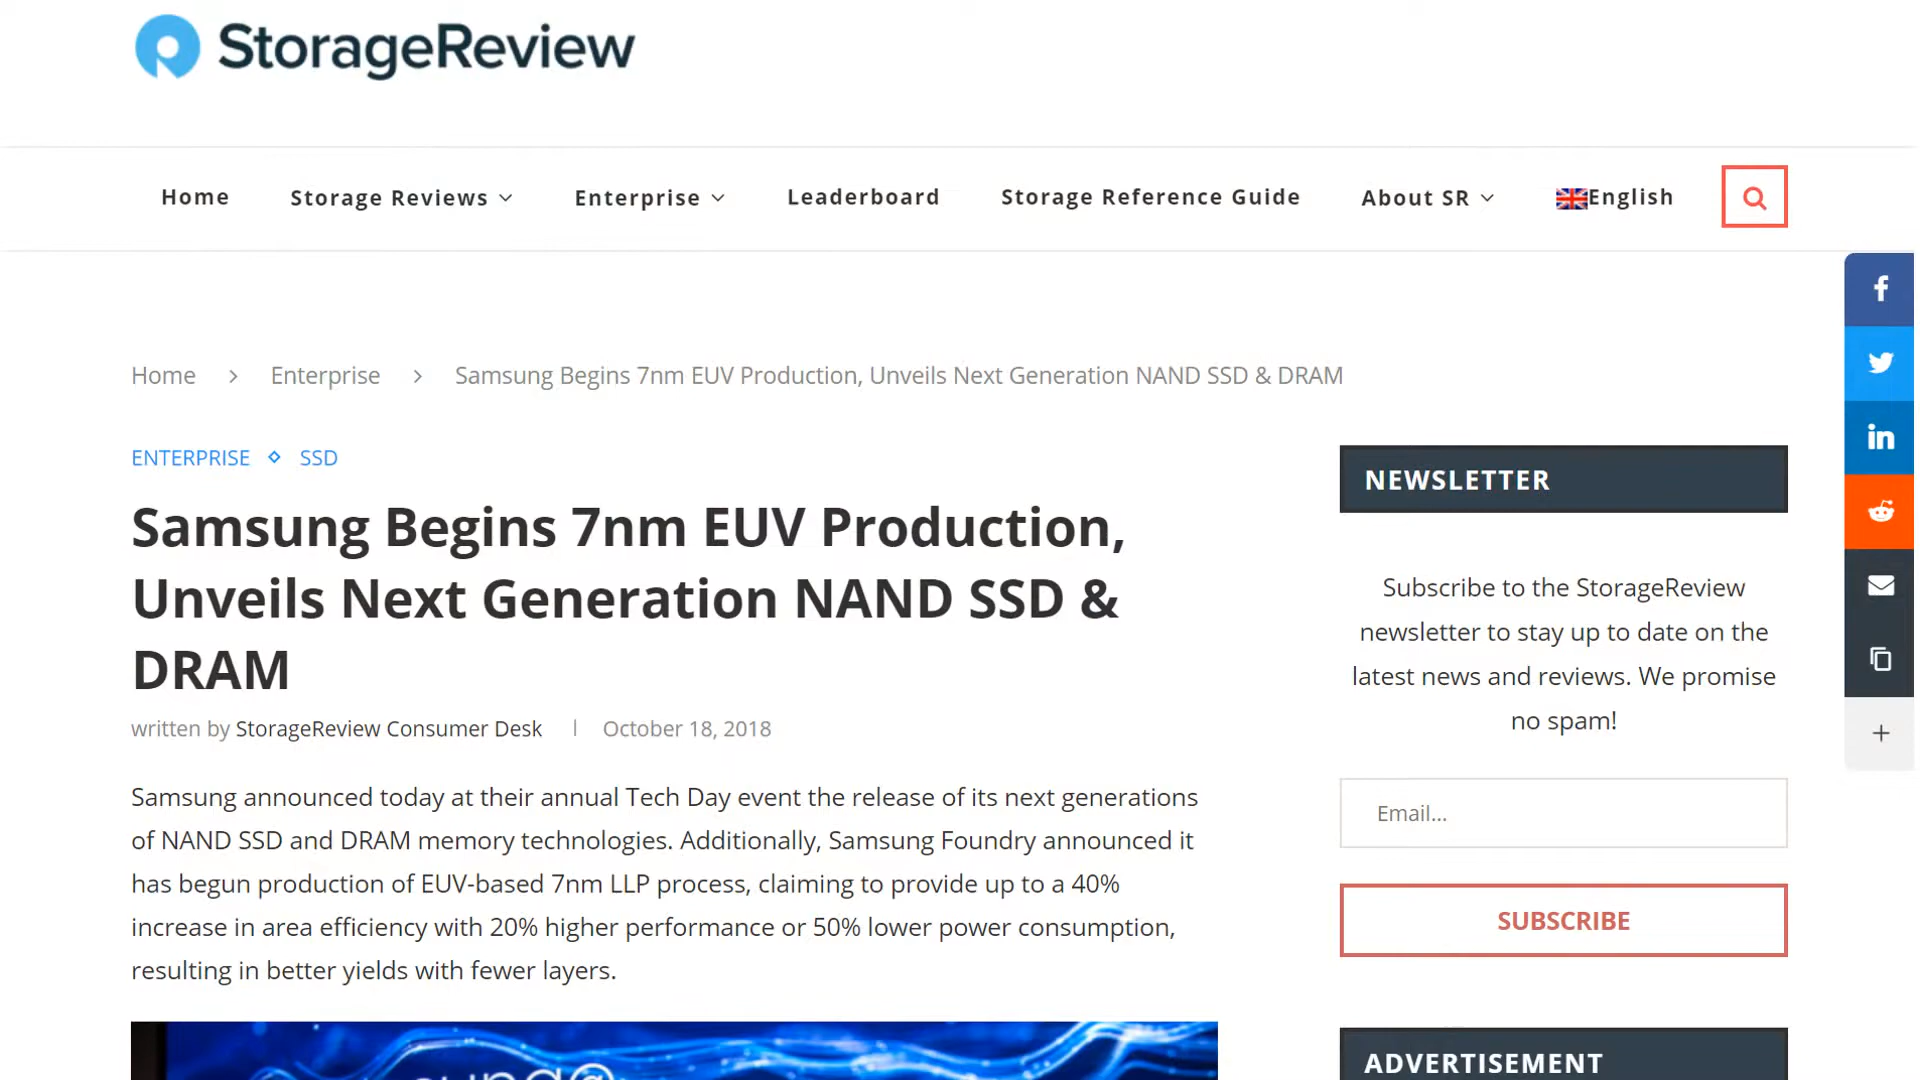 StorageReview
Home
Storage Reviews
Enterprise
Leaderboard
Storage Reference Guide
About SR
English
Home > Enterprise > Samsung Begins 7nm EUV Production, Unveils Next Generation NAND SSD & DRAM
ENTERPRISE
SSD
Samsung Begins 7nm EUV Production,
Unveils Next Generation NAND SSD &
DRAM
written by StorageReview Consumer Desk | October 18, 2018
Samsung announced today at their annual Tech Day event the release of its next generations
of NAND SSD and DRAM memory technologies. Additionally, Samsung Foundry announced it
has begun production of EUV-based 7nm LLP process, claiming to provide up to a 40%
increase in area efficiency with 20% higher performance or 50% lower power consumption,
resulting in better yields with fewer layers.
NEWSLETTER
Subscribe to the StorageReview
newsletter to stay up to date on the
latest news and reviews. We promise
no spam!
Email...
SUBSCRIBE
ADVERTISEMENT